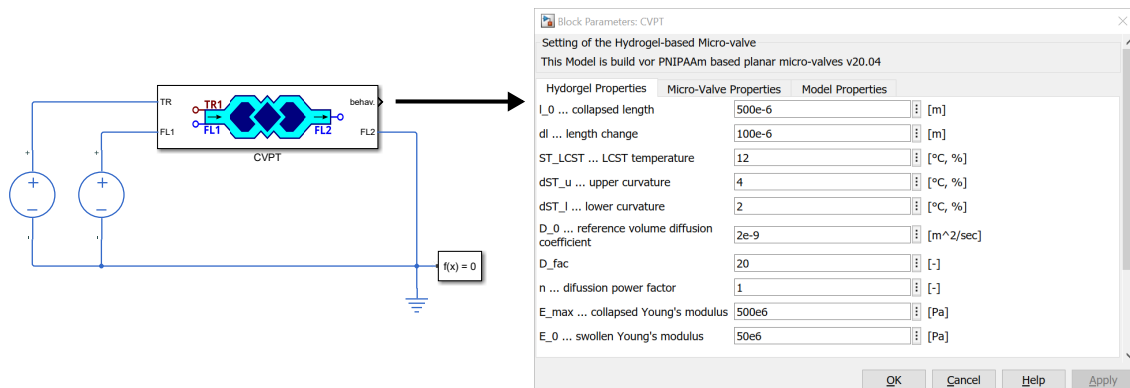 TR
FL1
TR1
FL1
FL2
behav.
FL2
CVPT
+
−
+
−
+
-
+
-
f(x) = 0
Block Parameters: CVPT
Setting of the Hydrogel-based Micro-valve
This Model is build vor PNIPAAm based planar micro-valves v20.04
Hydorgel Properties Micro-Valve Properties Model Properties
l_0 ... collapsed length 500e-6 [m]
dl ... length change 100e-6 [m]
ST_LCST ... LCST temperature 12 [°C, %]
dST_u ... upper curvature 4 [°C, %]
dST_l ... lower curvature 2 [°C, %]
D_0 ... reference volume diffusion
coefficient 2e-9 [m^2/sec]
D_fac 20 [-]
n ... difussion power factor 1 [-]
E_max ... collapsed Young's modulus 500e6 [Pa]
E_0 ... swollen Young's modulus 50e6 [Pa]
OK Cancel Help Apply